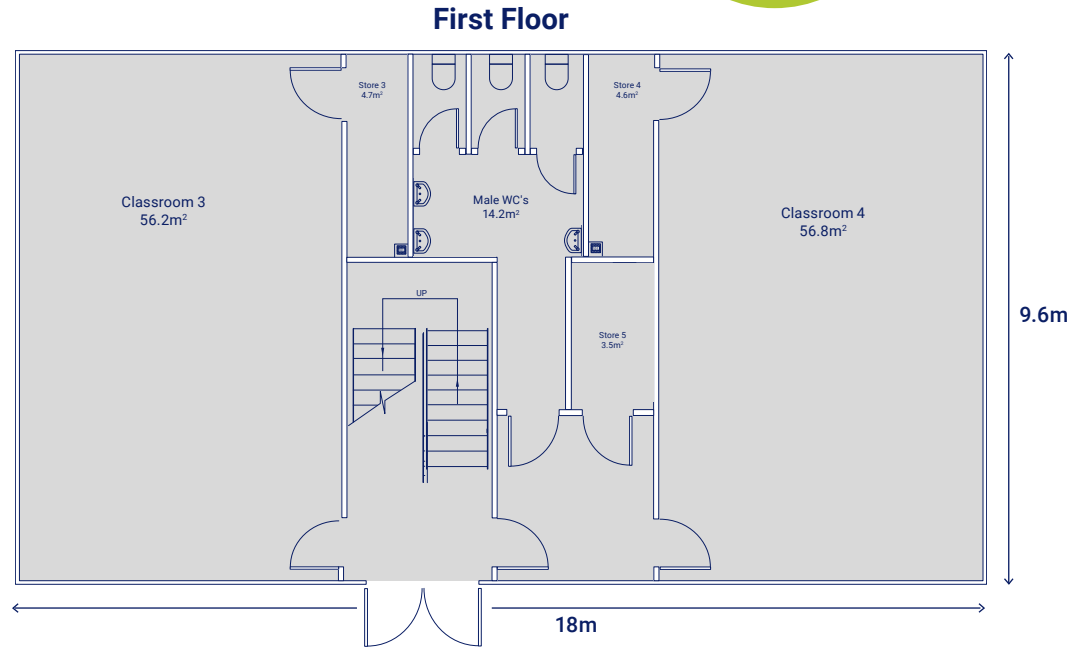 First Floor
Store 3
4.7m²
Store 4
4.6m²
Classroom 3
56.2m²
Male WC's
14.2m²
Classroom 4
56.8m²
UP
9.6m
Store 5
3.5m²
18m